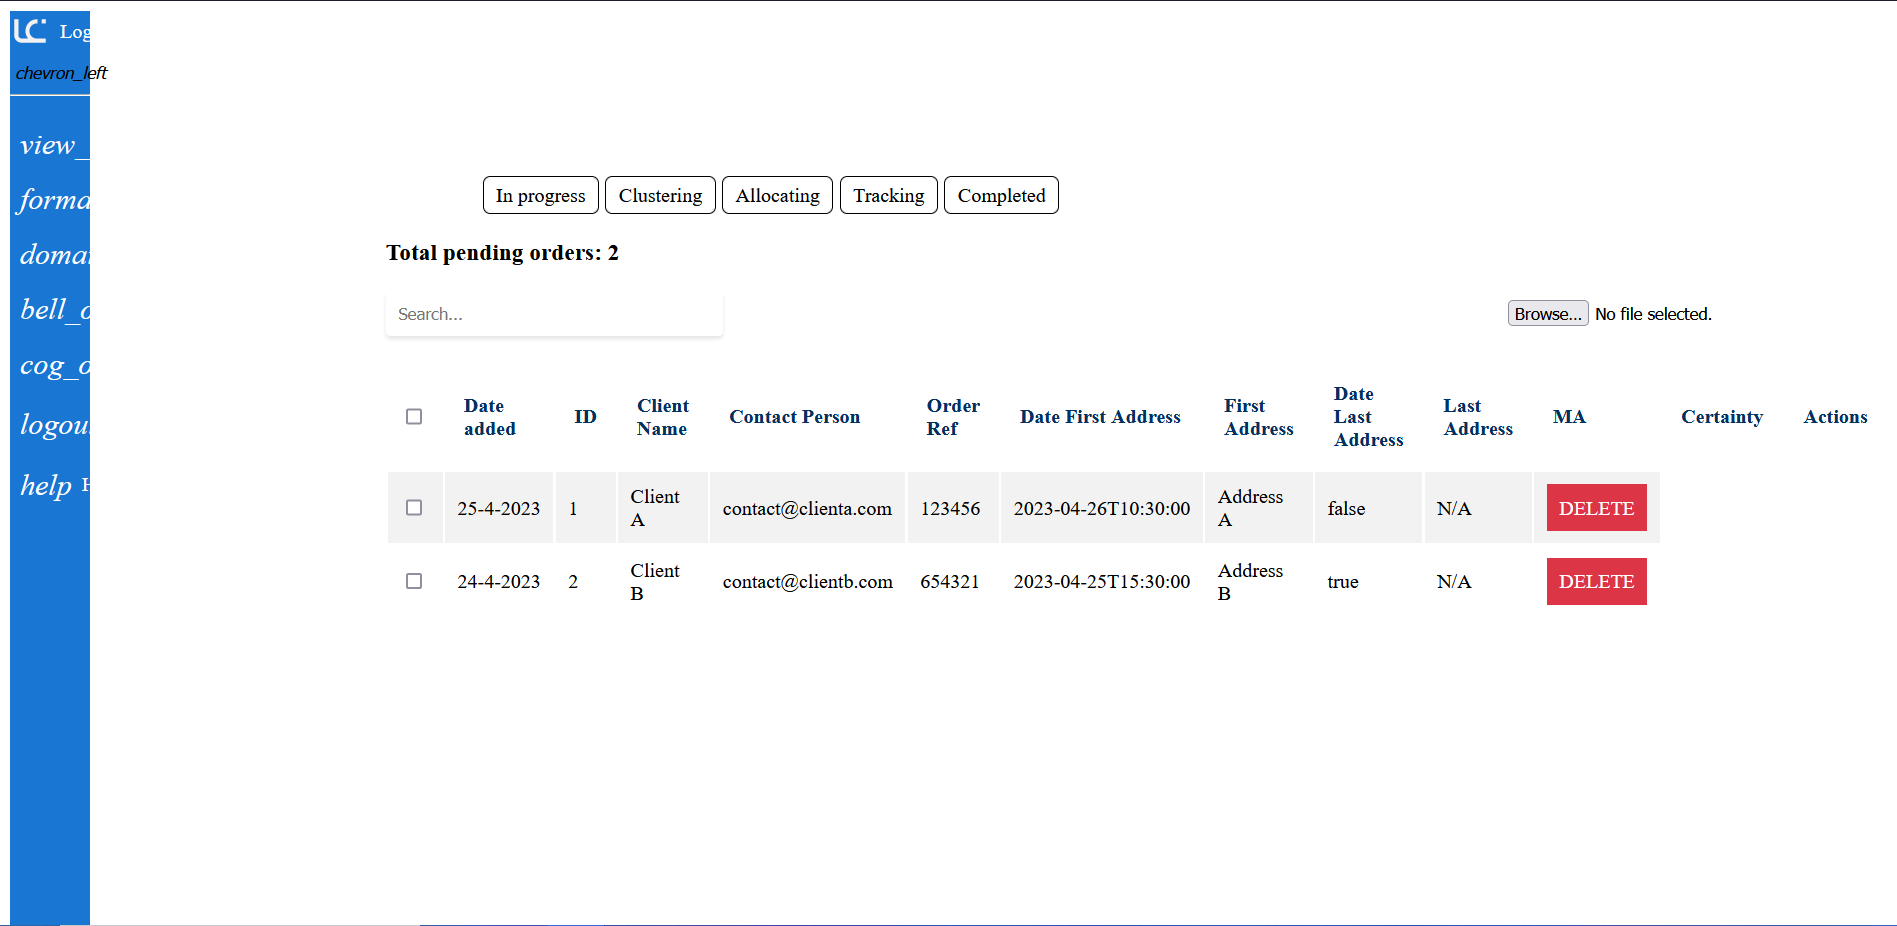 LC Log
chevron_left
view_
forma
domai
bell_o
cog_o
logou
help H
In progress Clustering Allocating Tracking Completed
Total pending orders: 2
Search...
Browse... No file selected.
Date added ID Client Name Contact Person Order Ref Date First Address First Address Date Last Address Last Address MA Certainty Actions
25-4-2023 1 Client A contact@clienta.com 123456 2023-04-26T10:30:00 Address A false N/A DELETE
24-4-2023 2 Client B contact@clientb.com 654321 2023-04-25T15:30:00 Address B true N/A DELETE